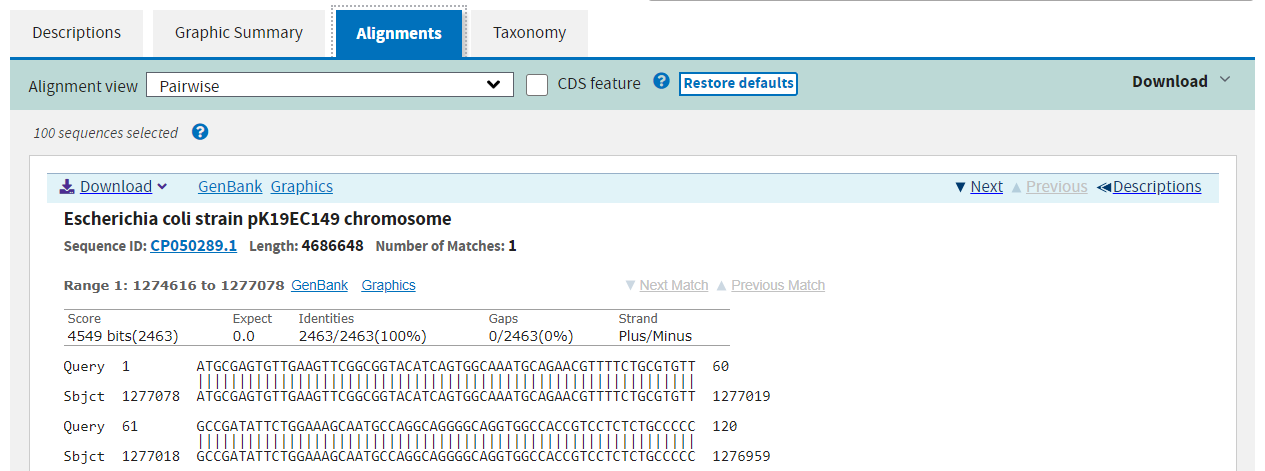 Descriptions Graphic Summary Alignments Taxonomy
Alignment view Pairwise CDS feature ? Restore defaults Download
100 sequences selected ?
Download GenBank Graphics Next Previous Descriptions
Escherichia coli strain pK19EC149 chromosome
Sequence ID: CP050289.1 Length: 4686648 Number of Matches: 1
Range 1: 1274616 to 1277078 GenBank Graphics Next Match Previous Match
Score Expect Identities Gaps Strand
4549 bits(2463) 0.0 2463/2463(100%) 0/2463(0%) Plus/Minus
Query 1 ATGCGAGTGTTGAAGTTCGGCGGTACATCAGTGGCAAATGCAGAACGTTTTCTGCGTGTT 60
Sbjct 1277078 ATGCGAGTGTTGAAGTTCGGCGGTACATCAGTGGCAAATGCAGAACGTTTTCTGCGTGTT 1277019
Query 61 GCCGATATTCTGGAAAGCAATGCCAGGCAGGGGCAGGTGGCCACCGTCCTCTCTGCCCCC 120
Sbjct 1277018 GCCGATATTCTGGAAAGCAATGCCAGGCAGGGGCAGGTGGCCACCGTCCTCTCTGCCCCC 1276959